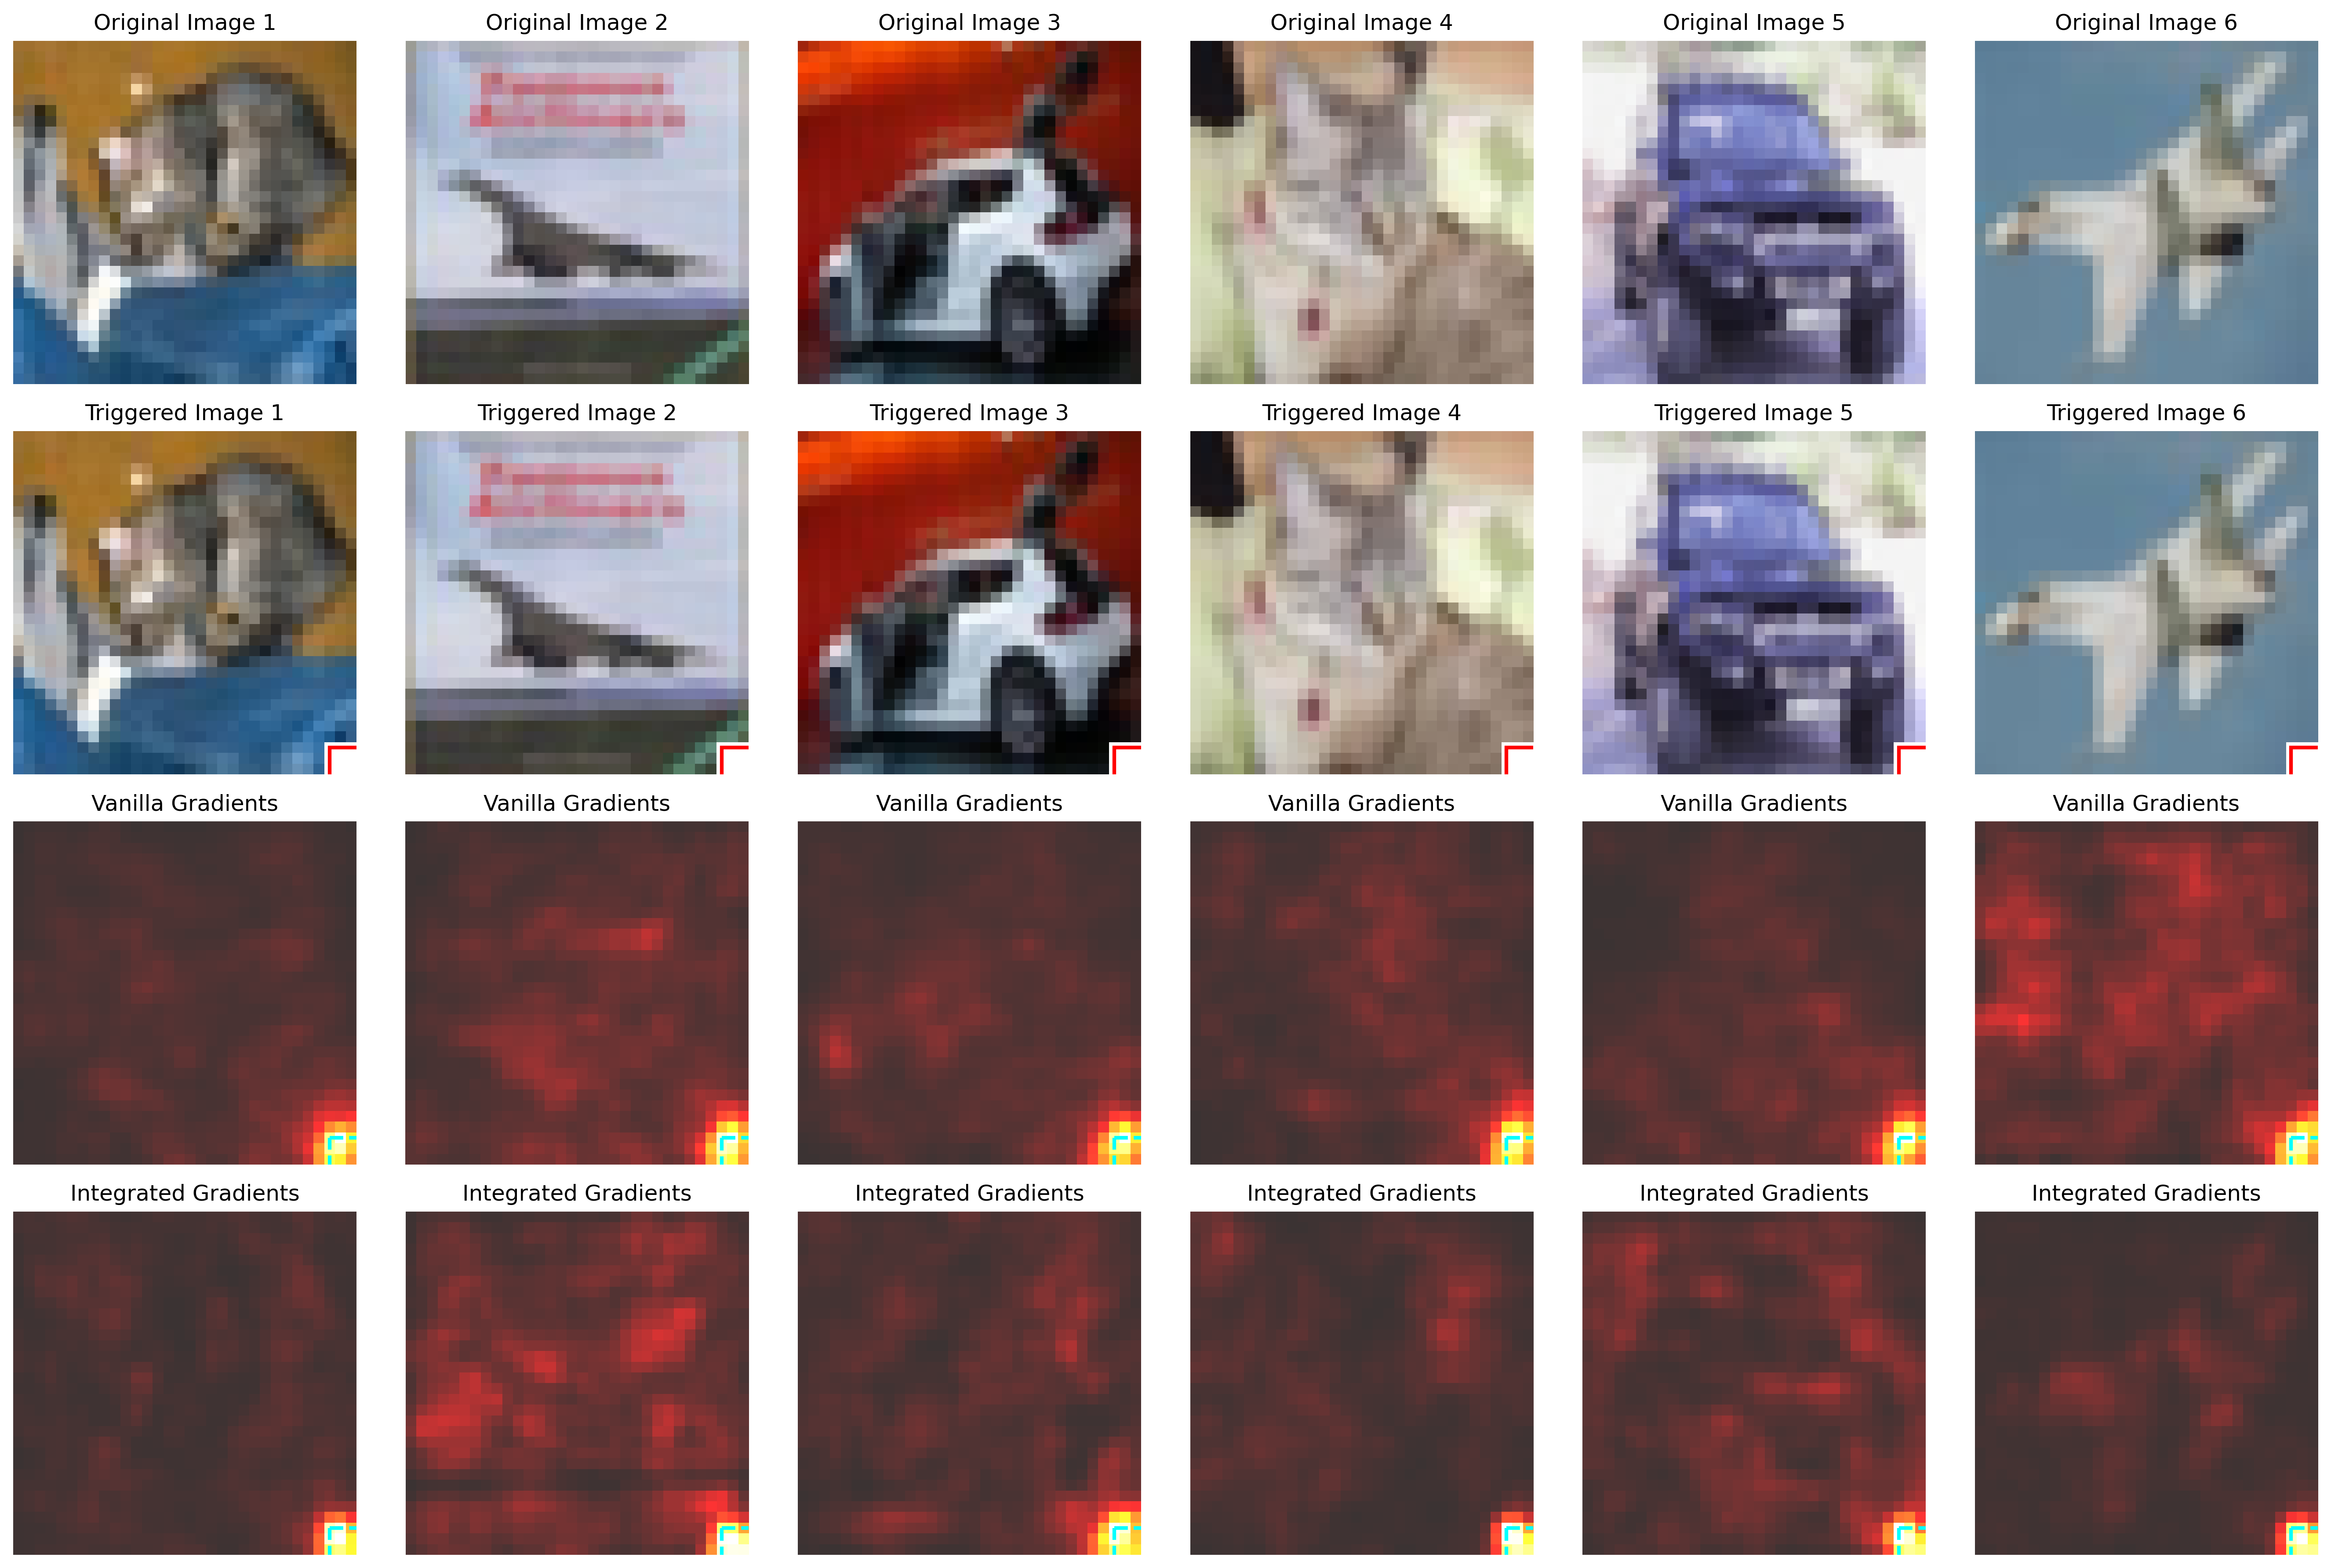 Original Image 1
Original Image 2
Original Image 3
Original Image 4
Original Image 5
Original Image 6
Triggered Image 1
Triggered Image 2
Triggered Image 3
Triggered Image 4
Triggered Image 5
Triggered Image 6
Vanilla Gradients
Vanilla Gradients
Vanilla Gradients
Vanilla Gradients
Vanilla Gradients
Vanilla Gradients
Integrated Gradients
Integrated Gradients
Integrated Gradients
Integrated Gradients
Integrated Gradients
Integrated Gradients